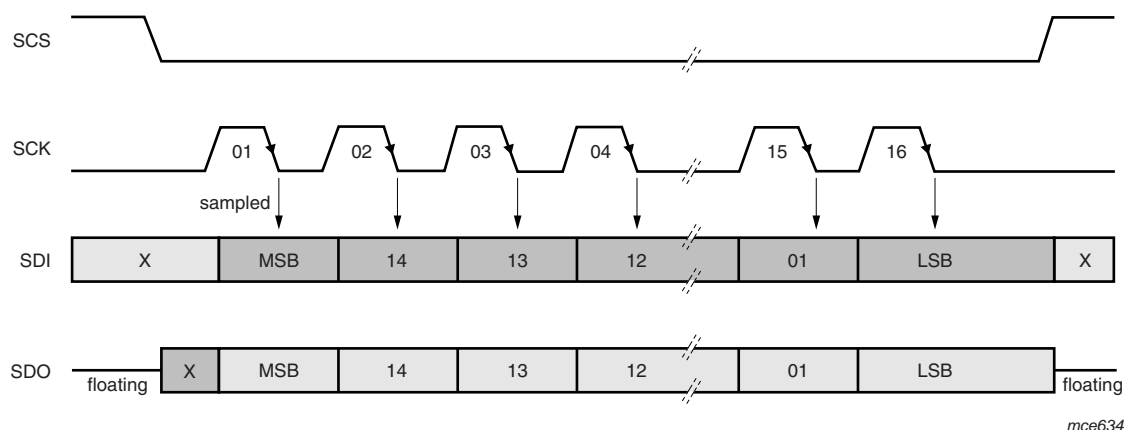 SCS
SCK
01 02 03 04 15 16
sampled
SDI
X MSB 14 13 12 01 LSB X
SDO
X MSB 14 13 12 01 LSB
floating floating
mce634